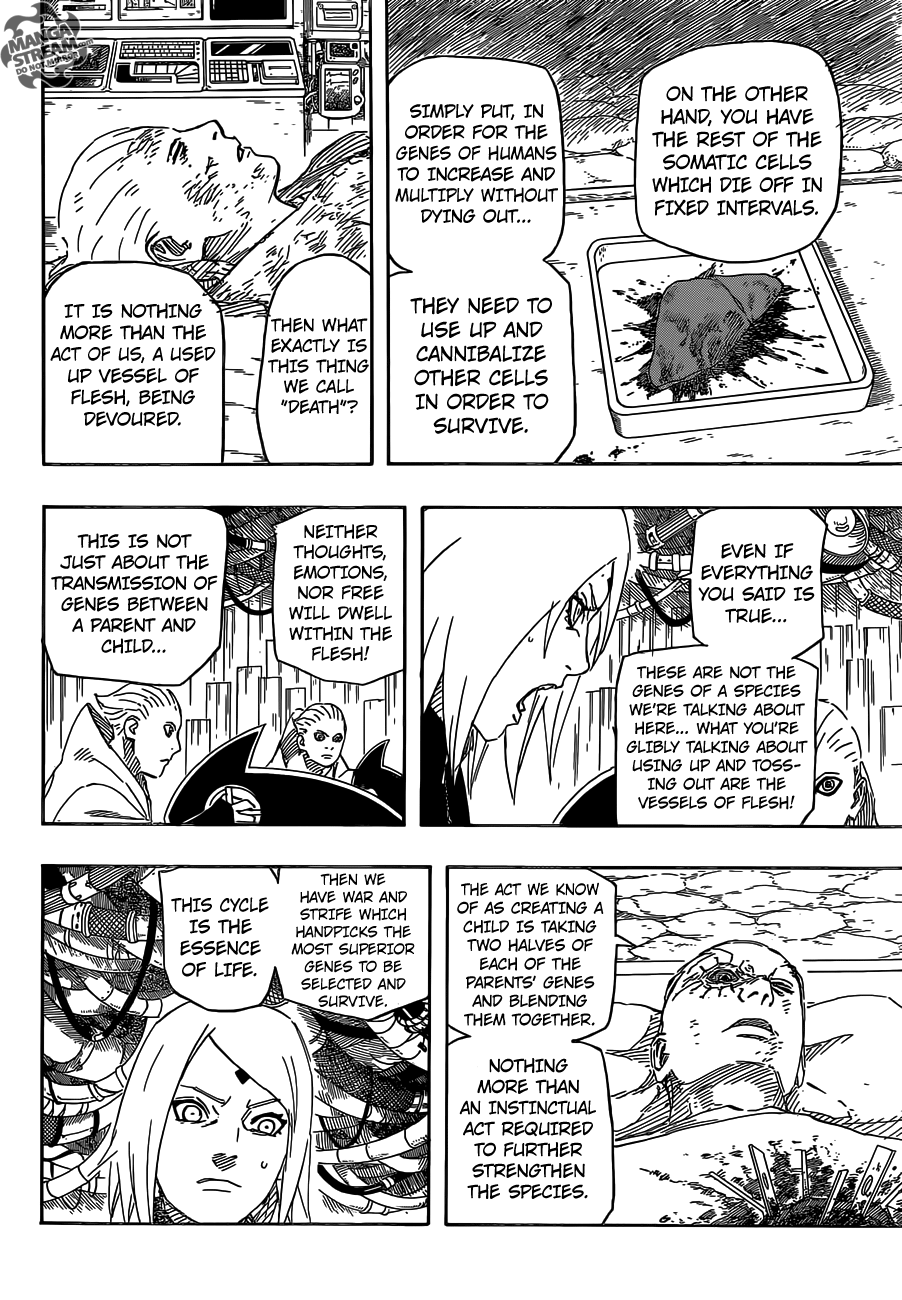 MANGA
STREAM
ON THE OTHER
HAND, YOU HAVE
THE REST OF THE
SOMATIC CELLS
WHICH DIE OFF IN
FIXED INTERVALS.
SIMPLY PUT, IN
ORDER FOR THE
GENES OF HUMANS
TO INCREASE AND
MULTIPLY WITHOUT
DYING OUT...
THEY NEED TO
USE UP AND
CANNIBALIZE
OTHER CELLS
IN ORDER TO
SURVIVE.
THEN WHAT
EXACTLY IS
THIS THING
WE CALL
"DEATH"?
IT IS NOTHING
MORE THAN THE
ACT OF US, A USED
UP VESSEL OF
FLESH, BEING
DEVOURED.
EVEN IF
EVERYTHING
YOU SAID IS
TRUE...
THESE ARE NOT THE
GENES OF A SPECIES
WE'RE TALKING ABOUT
HERE... WHAT YOU'RE
GLIBLY TALKING ABOUT
USING UP AND TOSS-
ING OUT ARE THE
VESSELS OF FLESH!
NEITHER
THOUGHTS,
EMOTIONS,
NOR FREE
WILL DWELL
WITHIN THE
FLESH!
THIS IS NOT
JUST ABOUT THE
TRANSMISSION OF
GENES BETWEEN
A PARENT AND
CHILD...
THE ACT WE KNOW
OF AS CREATING A
CHILD IS TAKING
TWO HALVES OF
EACH OF THE
PARENTS' GENES
AND BLENDING
THEM TOGETHER.
NOTHING
MORE THAN
AN INSTINCTUAL
ACT REQUIRED
TO FURTHER
STRENGTHEN
THE SPECIES.
THEN WE
HAVE WAR AND
STRIFE WHICH
HANDPICKS THE
MOST SUPERIOR
GENES TO BE
SELECTED AND
SURVIVE.
THIS CYCLE
IS THE
ESSENCE
OF LIFE.